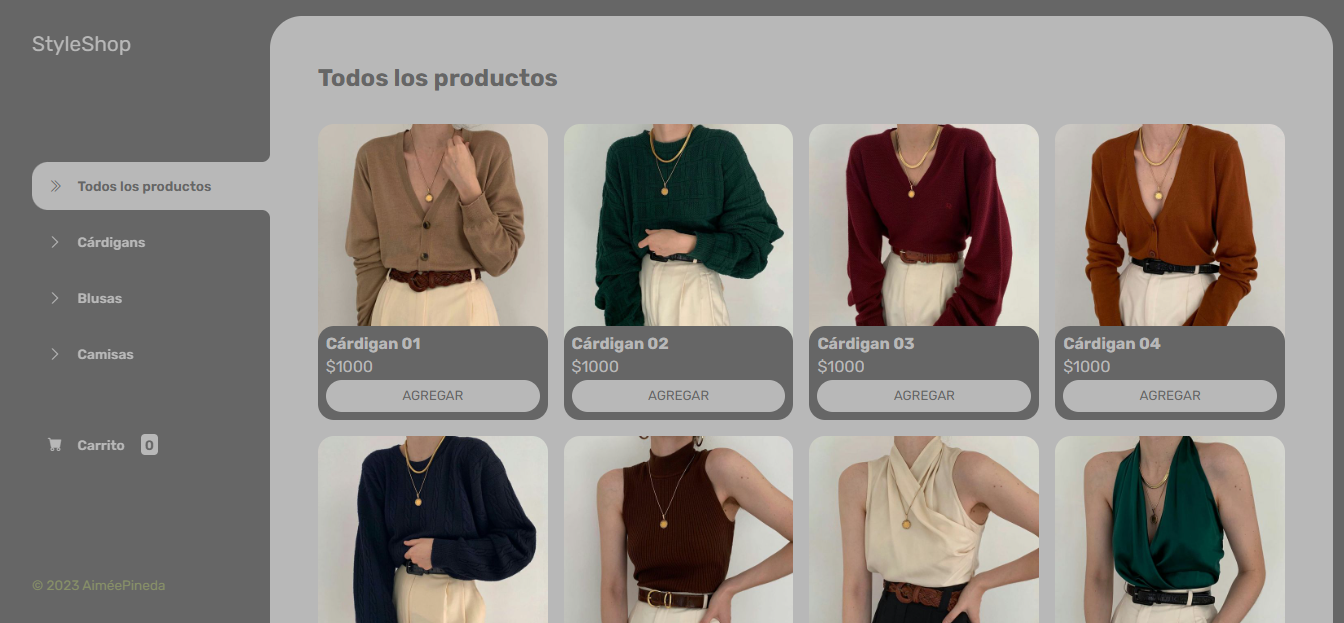 StyleShop
Todos los productos
Cárdigans
Blusas
Camisas
Carrito 0
© 2023 AiméePineda
Todos los productos
Cárdigan 01
$1000
AGREGAR
Cárdigan 02
$1000
AGREGAR
Cárdigan 03
$1000
AGREGAR
Cárdigan 04
$1000
AGREGAR